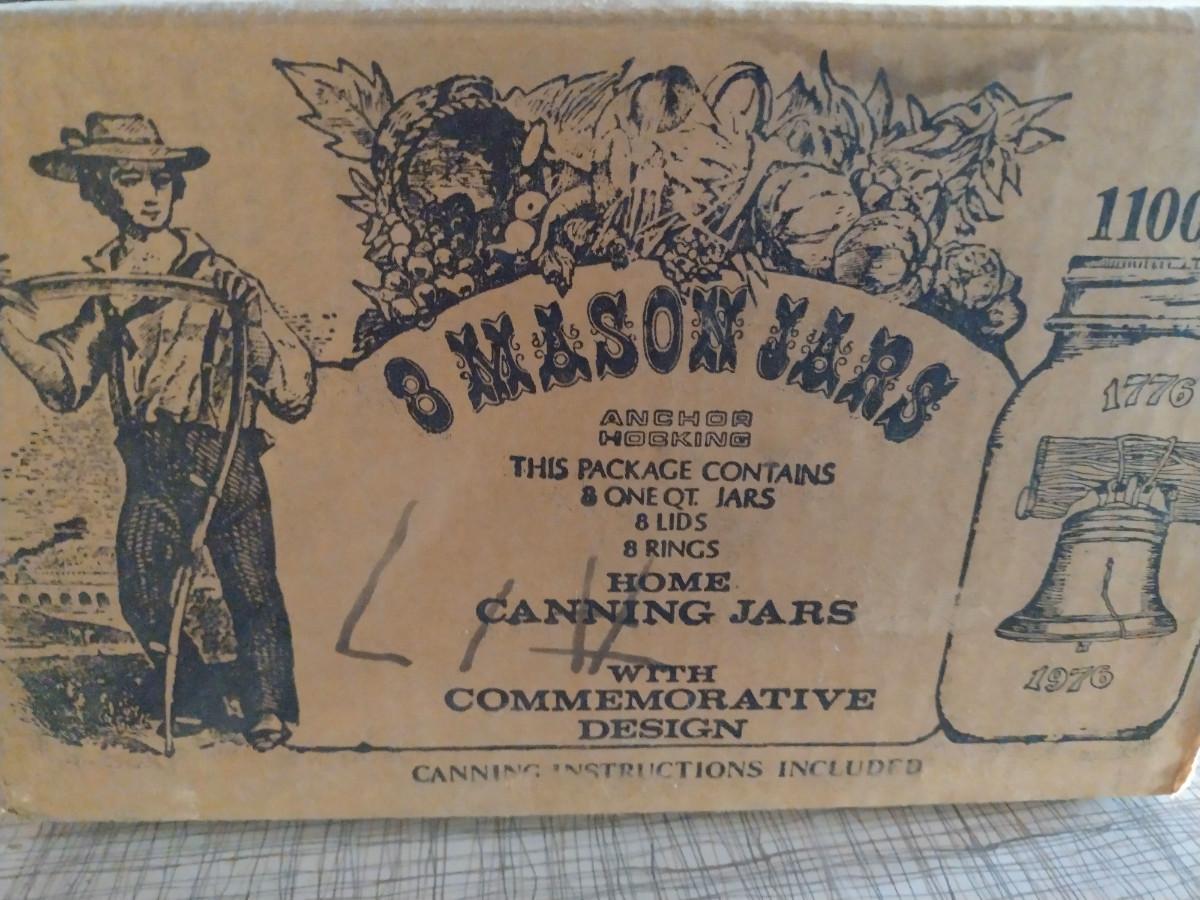 1100
8 MASON JARS
ANCHOR
HOCKING
THIS PACKAGE CONTAINS
8 ONE QT. JARS
8 LIDS
8 RINGS
HOME
CANNING JARS
WITH
COMMEMORATIVE
DESIGN
CANNING INSTRUCTIONS INCLUDED
1776
1976